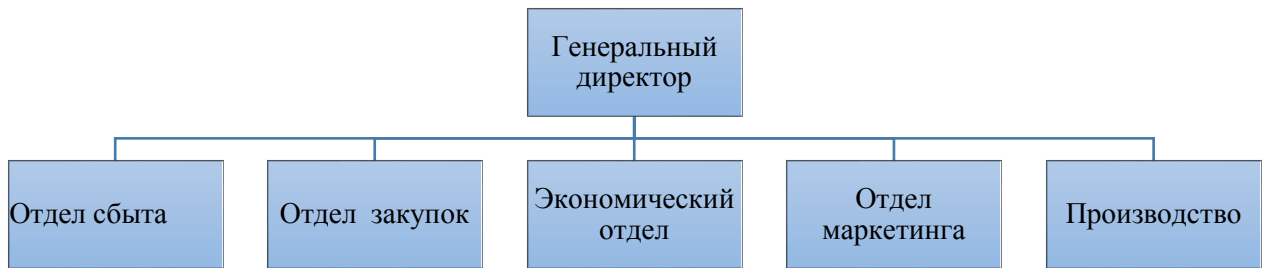 Генеральный
директор
Отдел сбыта
Отдел закупок
Экономический
отдел
Отдел
маркетинга
Производство